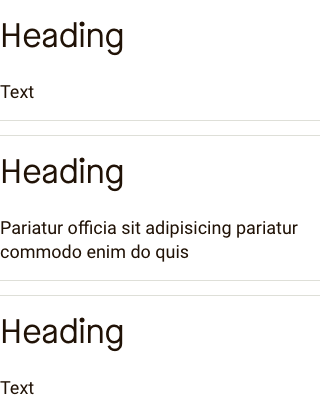 Heading
Text
Heading
Pariatur officia sit adipisicing pariatur
commodo enim do quis
Heading
Text